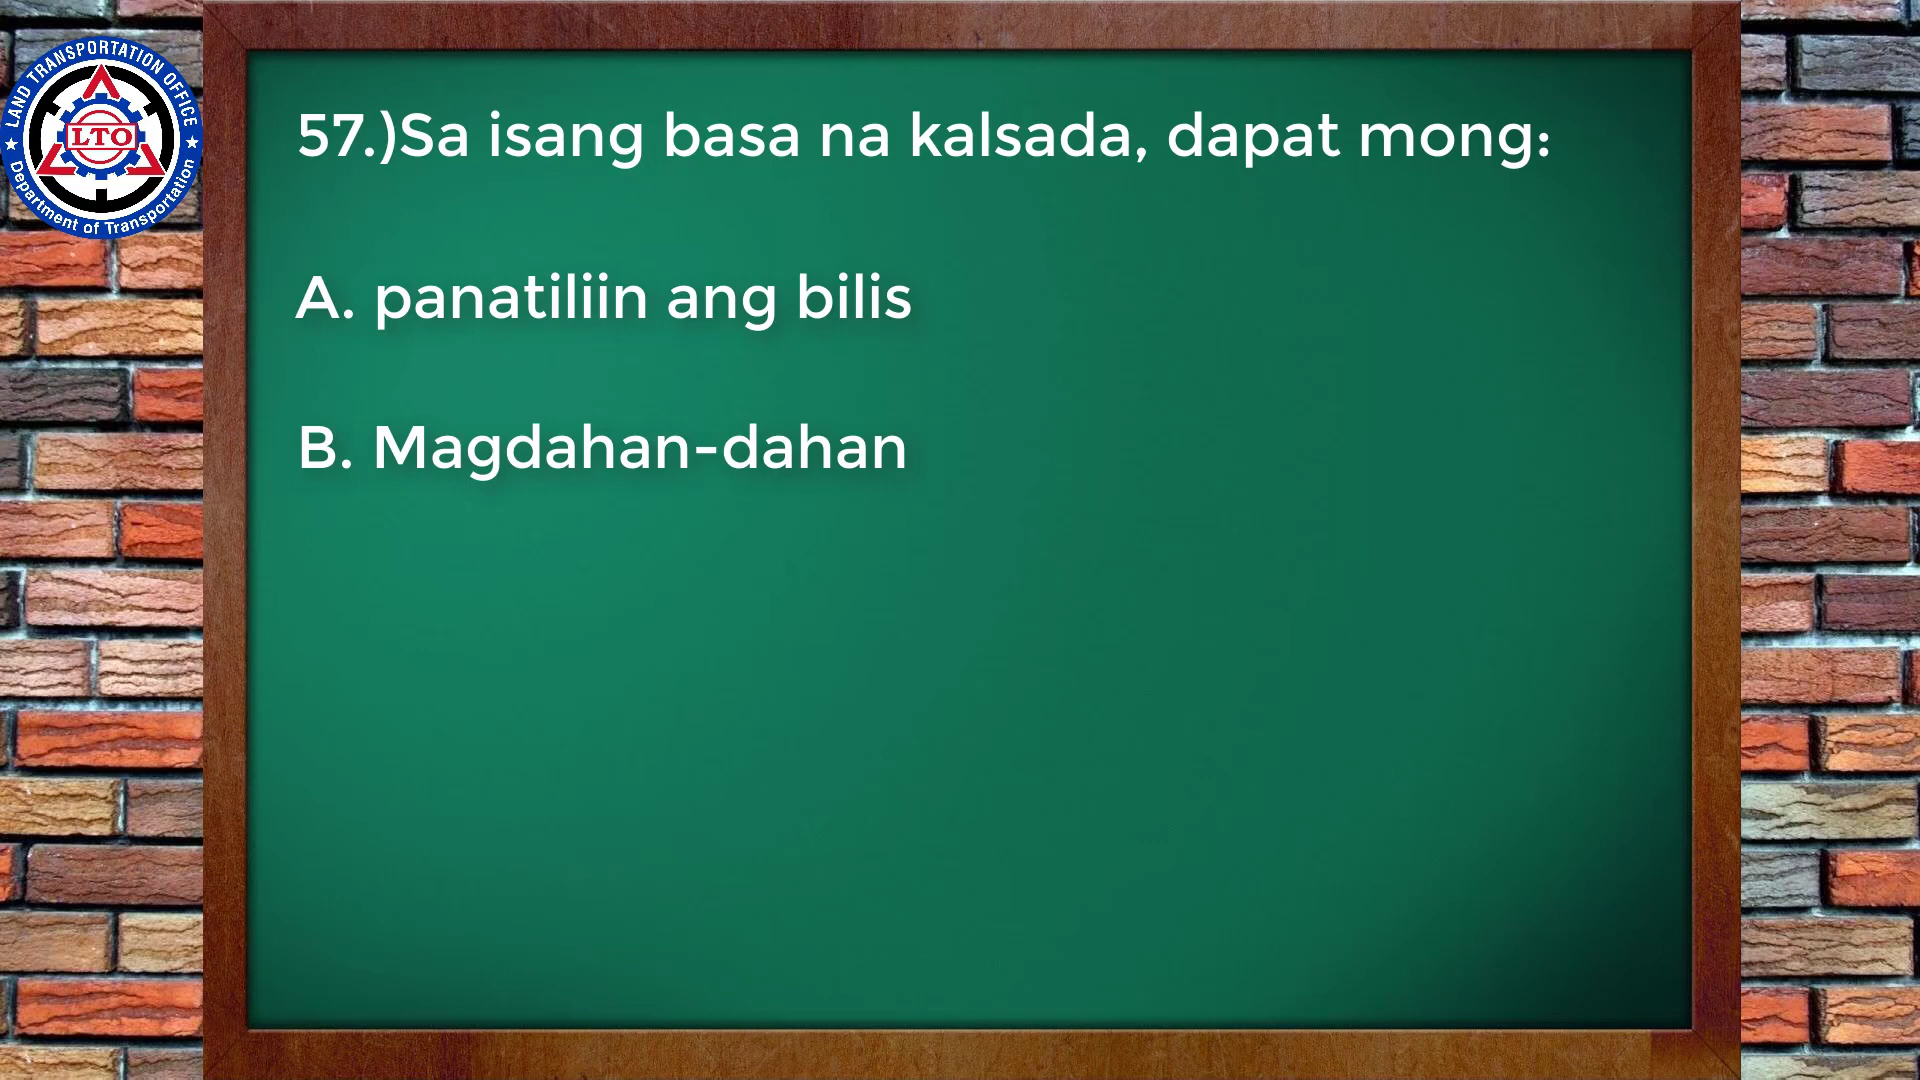 LAND TRANSPORTATION OFFICE
LTO
Department of Transportation
57.)Sa isang basa na kalsada, dapat mong:
A. panatiliin ang bilis
B. Magdahan-dahan